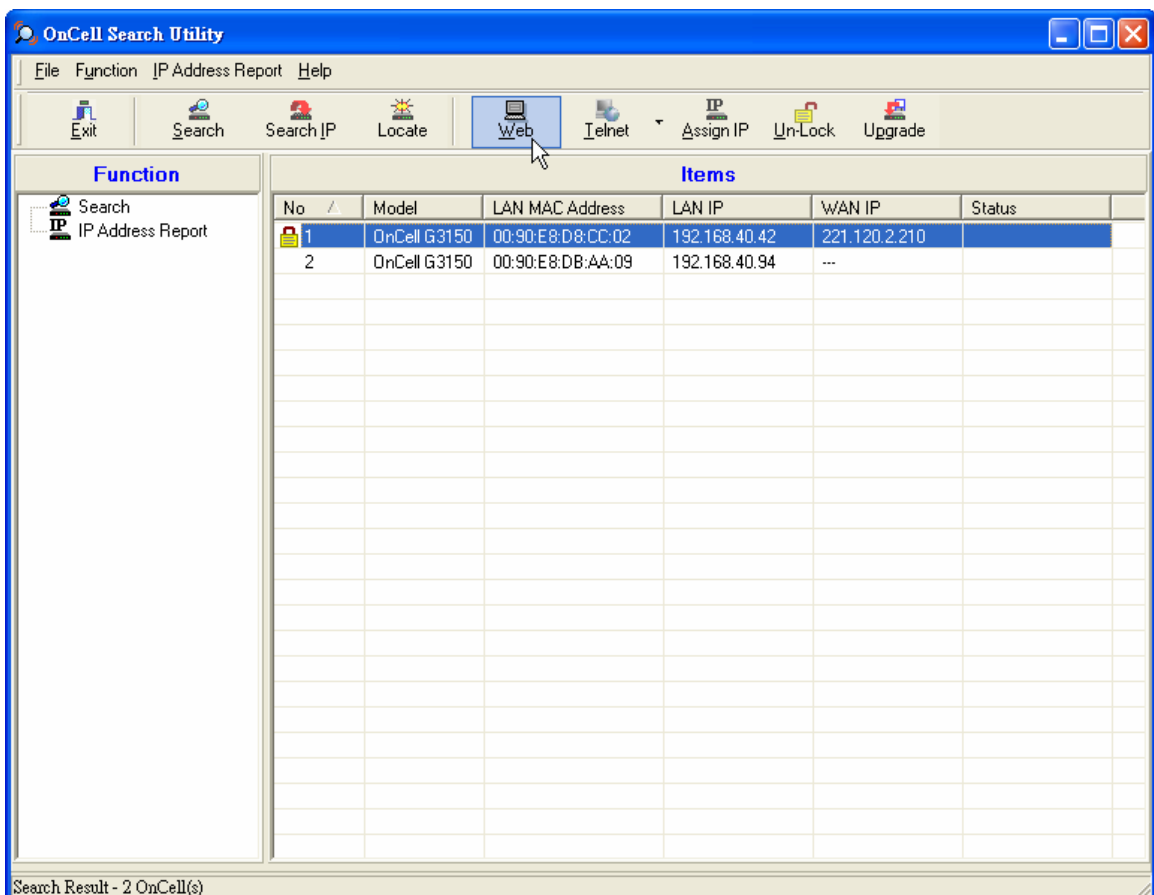 OnCell Search Utility
File Function IP Address Report Help
Exit Search Search IP Locate Web Telnet IP Assign IP Un-Lock Upgrade
Function
Items
Search
IP IP Address Report
No Model LAN MAC Address LAN IP WAN IP Status
1 OnCell G3150 00:90:E8:D8:CC:02 192.168.40.42 221.120.2.210
2 OnCell G3150 00:90:E8:DB:AA:09 192.168.40.94 ---
Search Result - 2 OnCell(s)